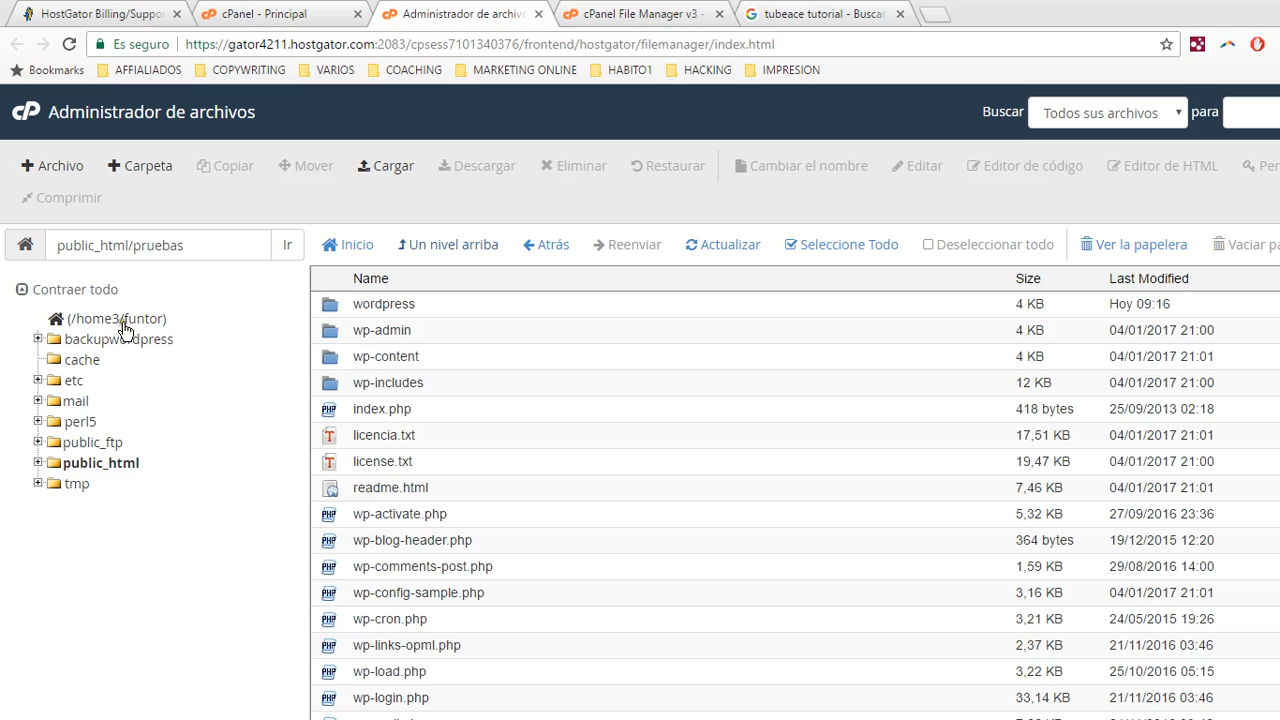 HostGator Billing/Suppo
cPanel - Principal
Administrador de archivo
cPanel File Manager v3 -
tubeace tutorial - Buscar
Es seguro
https://gator4211.hostgator.com:2083/cpsess7101340376/frontend/hostgator/filemanager/index.html
Bookmarks AFFIALIADOS COPYWRITING VARIOS COACHING MARKETING ONLINE HABITO1 HACKING IMPRESION
cP Administrador de archivos
Buscar Todos sus archivos para
Archivo Carpeta Copiar Mover Cargar Descargar Eliminar Restaurar Cambiar el nombre Editar Editor de código Editor de HTML Per
Comprimir
public_html/pruebas Ir
Inicio Un nivel arriba Atrás Reenviar Actualizar Seleccione Todo Deseleccionar todo Ver la papelera Vaciar pa
Contraer todo
(/home3/funtor)
backupwordpress
cache
etc
mail
perl5
public_ftp
public_html
tmp
Name Size Last Modified
wordpress 4 KB Hoy 09:16
wp-admin 4 KB 04/01/2017 21:00
wp-content 4 KB 04/01/2017 21:01
wp-includes 12 KB 04/01/2017 21:00
index.php 418 bytes 25/09/2013 02:18
licencia.txt 17,51 KB 04/01/2017 21:01
license.txt 19,47 KB 04/01/2017 21:01
readme.html 7,46 KB 04/01/2017 21:01
wp-activate.php 5,32 KB 27/09/2016 23:36
wp-blog-header.php 364 bytes 19/12/2015 12:20
wp-comments-post.php 1,59 KB 29/08/2016 14:00
wp-config-sample.php 3,16 KB 04/01/2017 21:01
wp-cron.php 3,21 KB 24/05/2015 19:26
wp-links-opml.php 2,37 KB 21/11/2016 03:46
wp-load.php 3,22 KB 25/10/2016 05:15
wp-login.php 33,14 KB 21/11/2016 03:46